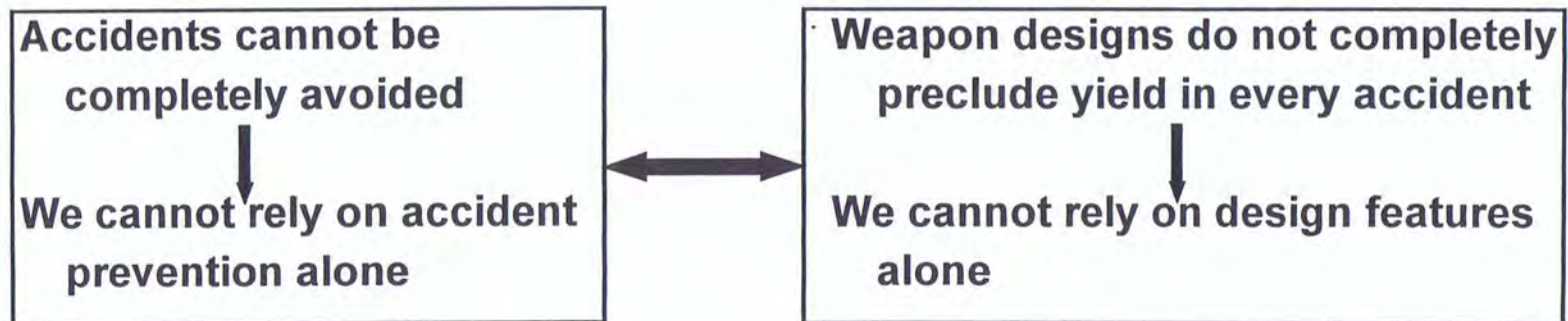 Accidents cannot be
completely avoided
We cannot rely on accident
prevention alone
Weapon designs do not completely
preclude yield in every accident
We cannot rely on design features
alone